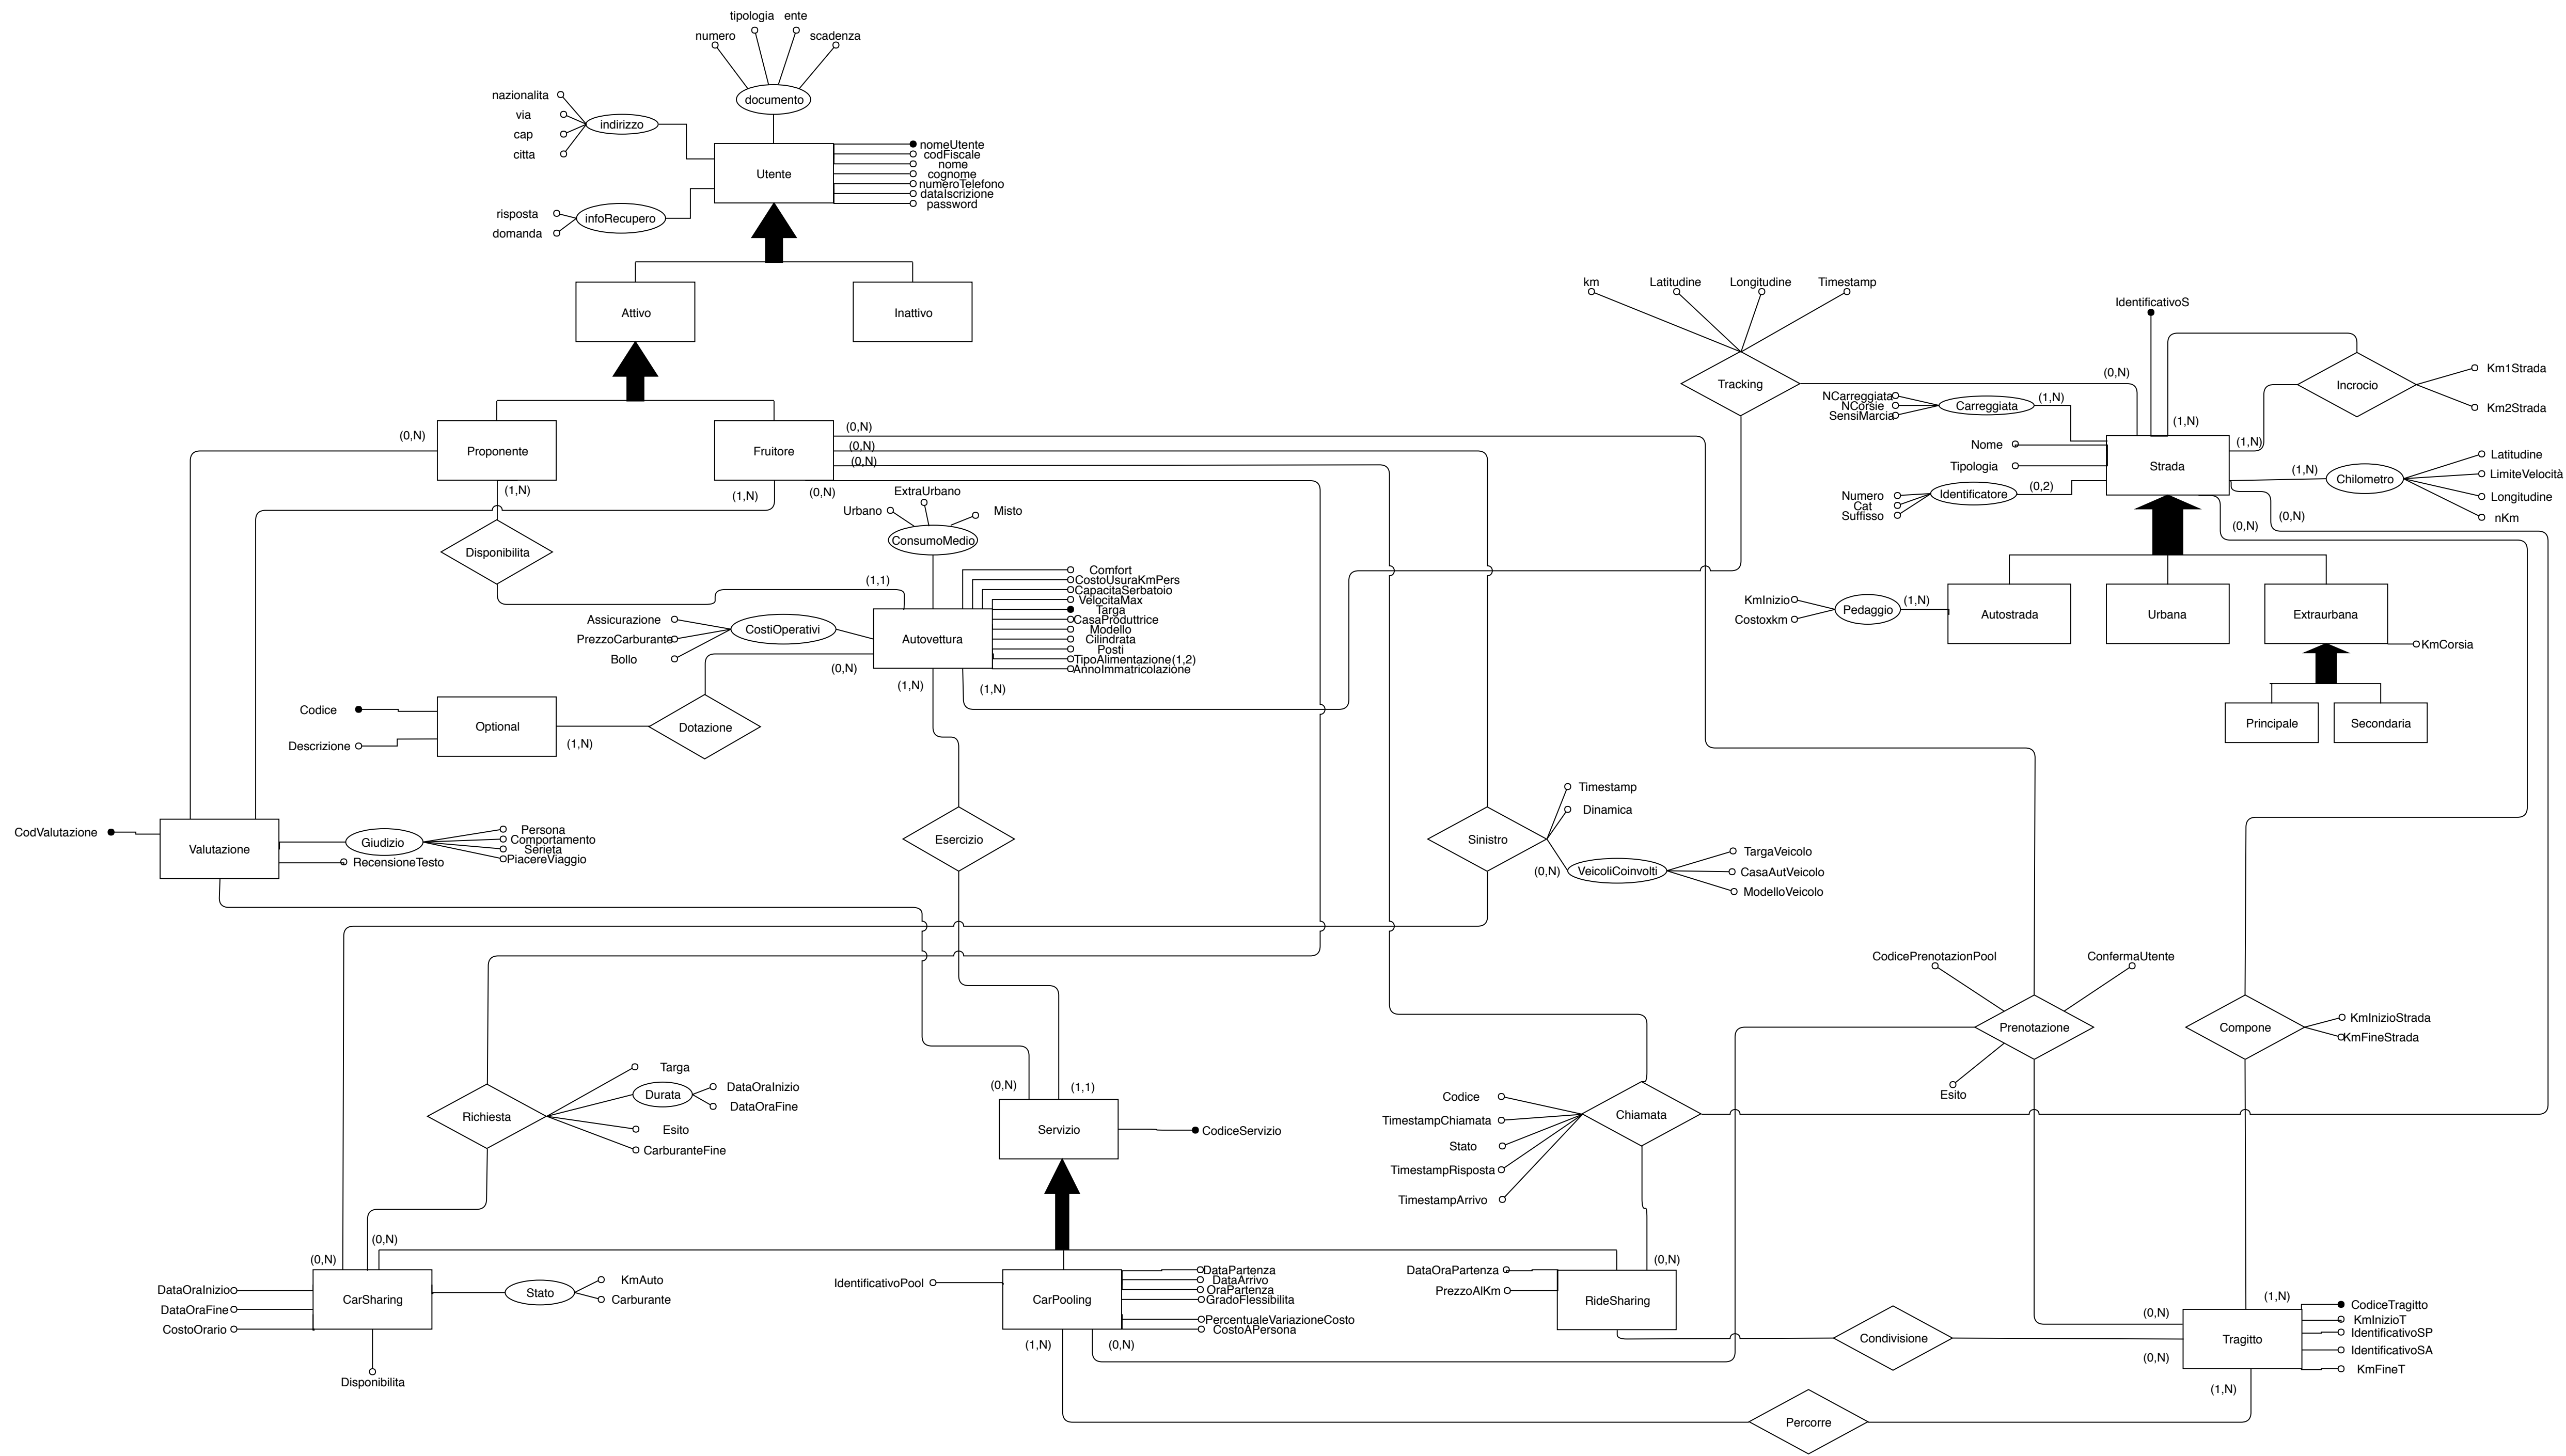 tipologia ente
numero
scadenza
documento
nazionalita
via
cap
citta
indirizzo
Utente
nomeUtente
codFiscale
nome
cognome
numeroTelefono
dataIscrizione
password
risposta
domanda
infoRecupero
Attivo
Inattivo
Proponente
Fruitore
(0,N)
(0,N)
(0,N)
(0,N)
(1,N)
(1,N)
(0,N)
Disponibilita
ExtraUrbano
Urbano
Misto
ConsumoMedio
(1,1)
Comfort
CostoUsuraKmPers
CapacitaSerbatoio
VelocitaMax
Targa
CasaProduttrice
Modello
Cilindrata
Posti
TipoAlimentazione(1,2)
AnnoImmatricolazione
Autovettura
Assicurazione
PrezzoCarburante
Bollo
CostiOperativi
(0,N)
(1,N)
(1,N)
Codice
Descrizione
Optional
(1,N)
Dotazione
km
Latitudine
Longitudine
Timestamp
Tracking
(0,N)
IdentificativoS
Incrocio
Km1Strada
Km2Strada
NCarreggiata
NCorsie
SensiMarcia
Carreggiata
(1,N)
(1,N)
(1,N)
Nome
Tipologia
Strada
Numero
Cat
Suffisso
Identificatore
(0,2)
(1,N)
Chilometro
Latitudine
LimiteVelocità
Longitudine
nKm
(0,N)
(0,N)
KmInizio
Costoxkm
Pedaggio
(1,N)
Autostrada
Urbana
Extraurbana
KmCorsia
Principale
Secondaria
CodValutazione
Valutazione
Giudizio
Persona
Comportamento
Serieta
PiacereViaggio
RecensioneTesto
Esercizio
Sinistro
Timestamp
Dinamica
(0,N)
VeicoliCoinvolti
TargaVeicolo
CasaAutVeicolo
ModelloVeicolo
CodicePrenotazionPool
ConfermaUtente
Prenotazione
Esito
Compone
KmInizioStrada
KmFineStrada
Richiesta
Targa
Durata
DataOraInizio
DataOraFine
Esito
CarburanteFine
(0,N)
(1,1)
Servizio
CodiceServizio
Codice
TimestampChiamata
Stato
TimestampRisposta
TimestampArrivo
Chiamata
(0,N)
(0,N)
(0,N)
DataOraInizio
DataOraFine
CostoOrario
CarSharing
Disponibilita
Stato
KmAuto
Carburante
IdentificativoPool
CarPooling
DataPartenza
DataArrivo
OraPartenza
GradoFlessibilita
PercentualeVariazioneCosto
CostoAPersona
(1,N)
(0,N)
DataOraPartenza
PrezzoAlKm
RideSharing
Condivisione
(1,N)
(0,N)
(0,N)
(1,N)
Tragitto
CodiceTragitto
KmInizioT
IdentificativoSP
IdentificativoSA
KmFineT
Percorre